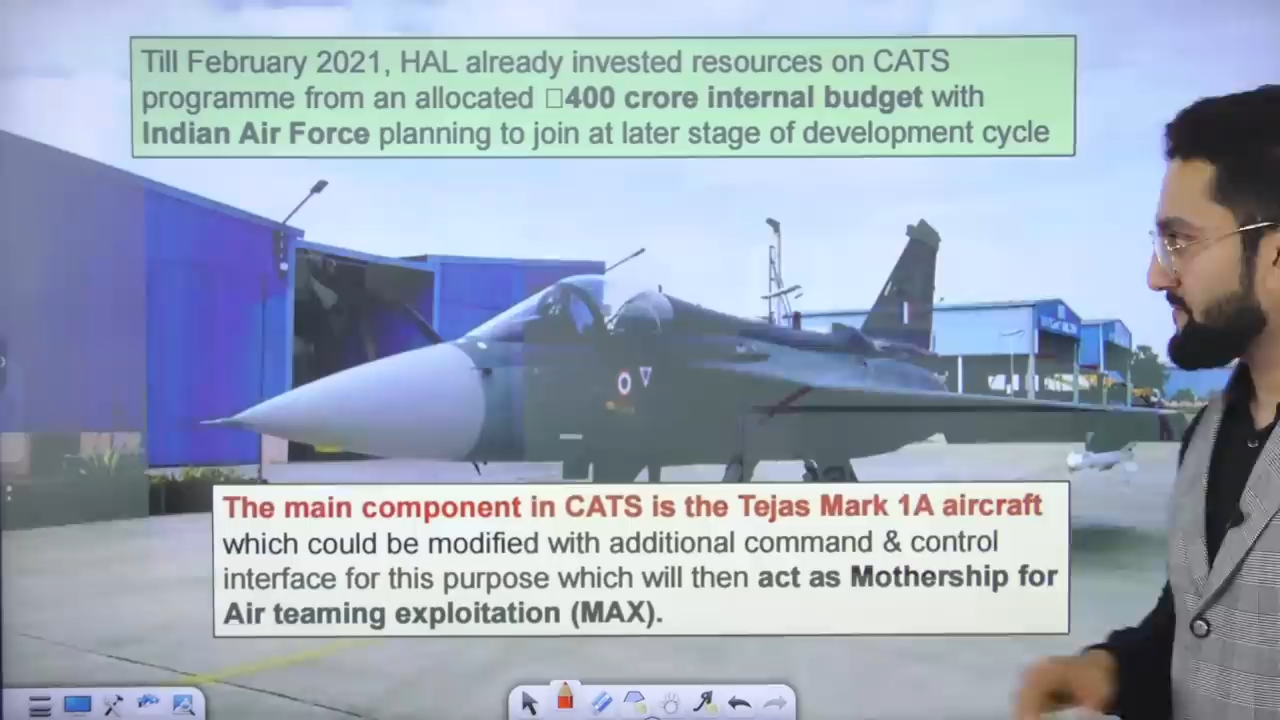 Till February 2021, HAL already invested resources on CATS
programme from an allocated □400 crore internal budget with
Indian Air Force planning to join at later stage of development cycle
The main component in CATS is the Tejas Mark 1A aircraft
which could be modified with additional command & control
interface for this purpose which will then act as Mothership for
Air teaming exploitation (MAX).